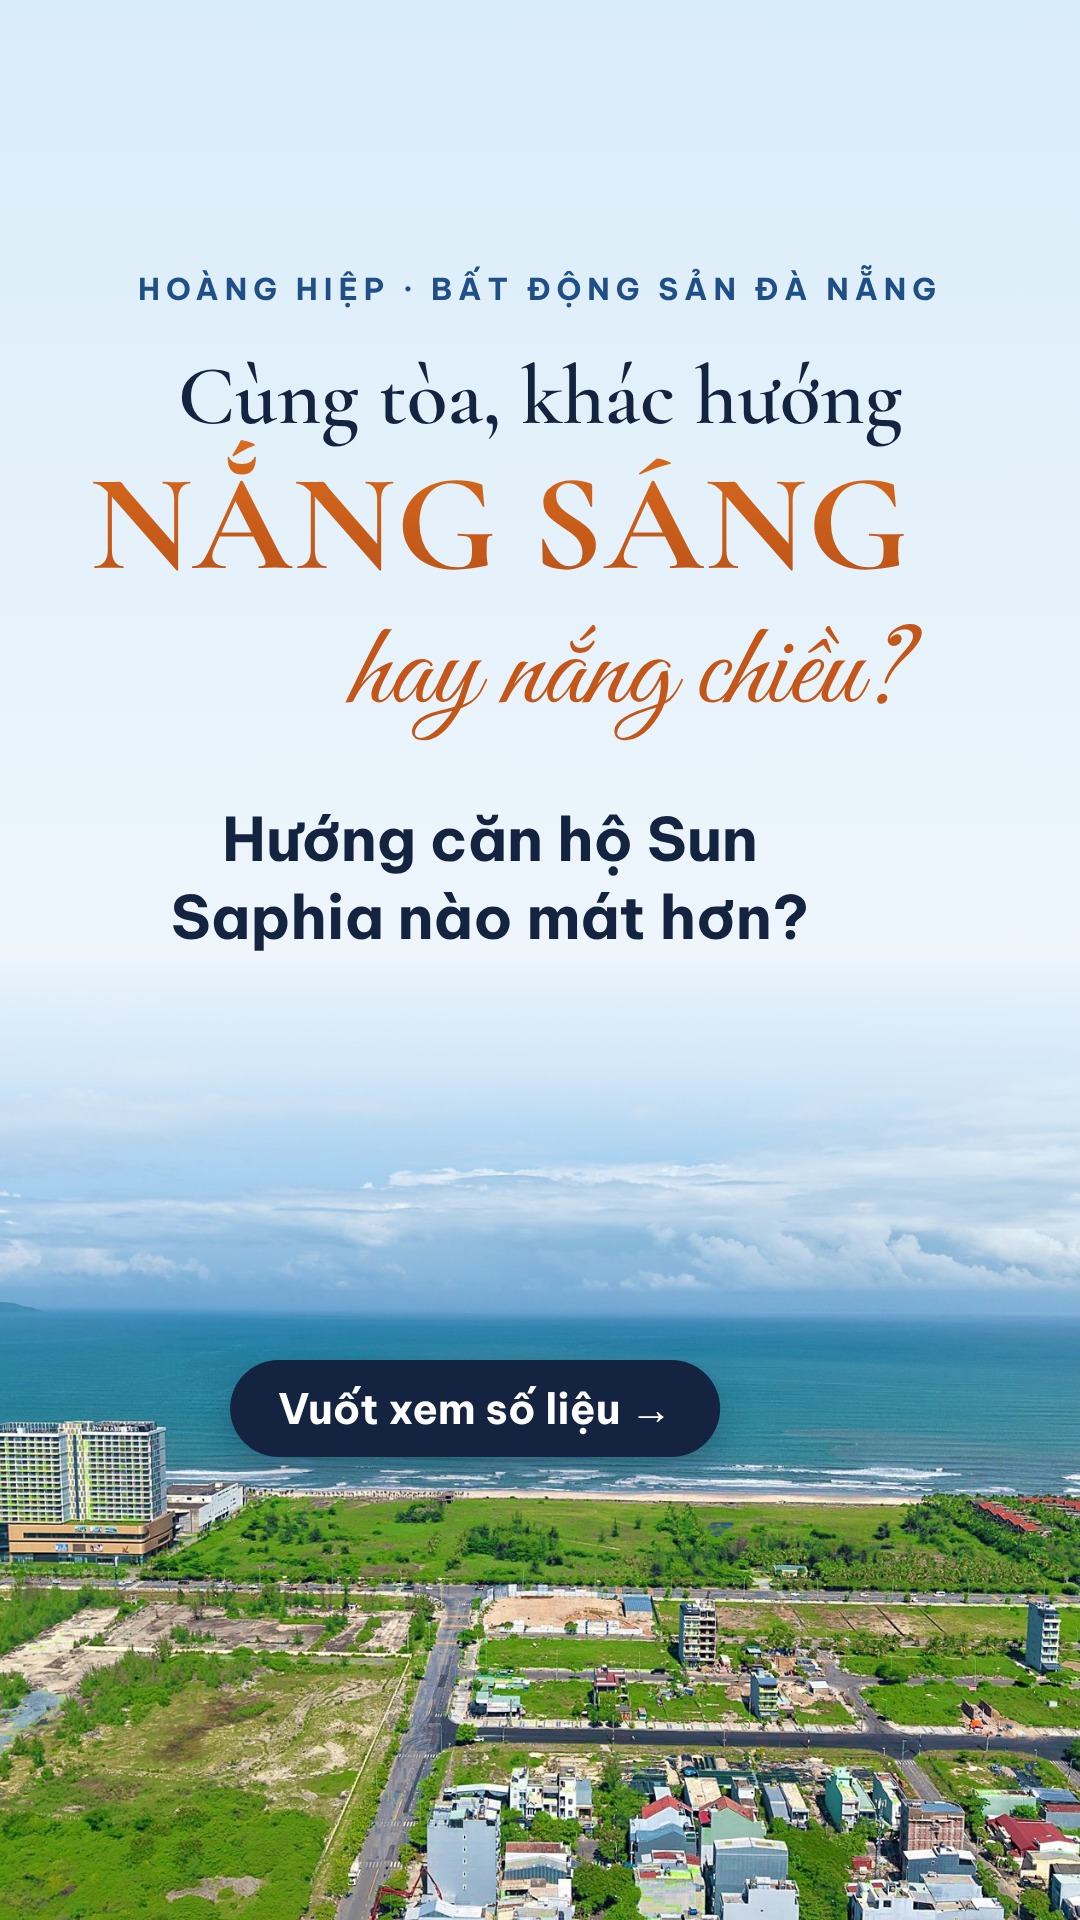 HOÀNG HIỆP · BẤT ĐỘNG SẢN ĐÀ NẴNG
Cùng tòa, khác hướng
NẮNG SÁNG
hay nắng chiều?
Hướng căn hộ Sun
Saphia nào mát hơn?
Vuốt xem số liệu →